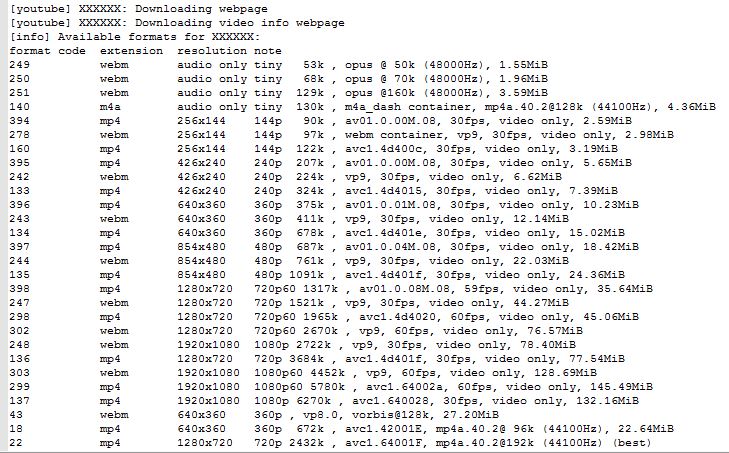 [youtube] XXXXXX: Downloading webpage
[youtube] XXXXXX: Downloading video info webpage
[info] Available formats for XXXXXX:
format code  extension  resolution note
249          webm       audio only tiny   53k , opus @ 50k (48000Hz), 1.55MiB
250          webm       audio only tiny   68k , opus @ 70k (48000Hz), 1.96MiB
251          webm       audio only tiny  129k , opus @160k (48000Hz), 3.59MiB
140          m4a        audio only tiny  130k , m4a_dash container, mp4a.40.2@128k (44100Hz), 4.36MiB
394          mp4        256x144    144p   90k , av01.0.00M.08, 30fps, video only, 2.59MiB
278          webm       256x144    144p   97k , webm container, vp9, 30fps, video only, 2.98MiB
160          mp4        256x144    144p  122k , avc1.4d400c, 30fps, video only, 3.19MiB
395          mp4        426x240    240p  207k , av01.0.00M.08, 30fps, video only, 5.65MiB
242          webm       426x240    240p  224k , vp9, 30fps, video only, 6.62MiB
133          mp4        426x240    240p  324k , avc1.4d4015, 30fps, video only, 7.39MiB
396          mp4        640x360    360p  375k , av01.0.01M.08, 30fps, video only, 10.23MiB
243          webm       640x360    360p  411k , vp9, 30fps, video only, 12.14MiB
134          mp4        640x360    360p  678k , avc1.4d401e, 30fps, video only, 15.02MiB
397          mp4        854x480    480p  687k , av01.0.04M.08, 30fps, video only, 18.42MiB
244          webm       854x480    480p  761k , vp9, 30fps, video only, 22.03MiB
135          mp4        854x480    480p 1091k , avc1.4d401f, 30fps, video only, 24.36MiB
398          mp4        1280x720   720p60 1317k , av01.0.08M.08, 59fps, video only, 35.64MiB
247          webm       1280x720   720p 1521k , vp9, 30fps, video only, 44.27MiB
298          mp4        1280x720   720p60 1965k , avc1.4d4020, 60fps, video only, 45.06MiB
302          webm       1280x720   720p60 2670k , vp9, 60fps, video only, 76.57MiB
248          webm       1920x1080  1080p 2722k , vp9, 30fps, video only, 78.40MiB
136          mp4        1280x720   720p 3684k , avc1.4d401f, 30fps, video only, 77.54MiB
303          webm       1920x1080  1080p60 4452k , vp9, 60fps, video only, 128.69MiB
299          mp4        1920x1080  1080p60 5780k , avc1.64002a, 60fps, video only, 145.49MiB
137          mp4        1920x1080  1080p 6270k , avc1.640028, 30fps, video only, 132.16MiB
43           webm       640x360    360p , vp8.0, vorbis@128k, 27.20MiB
18           mp4        640x360    360p  672k , avc1.42001E, mp4a.40.2@ 96k (44100Hz), 22.64MiB
22           mp4        1280x720   720p 2432k , avc1.64001F, mp4a.40.2@192k (44100Hz) (best)